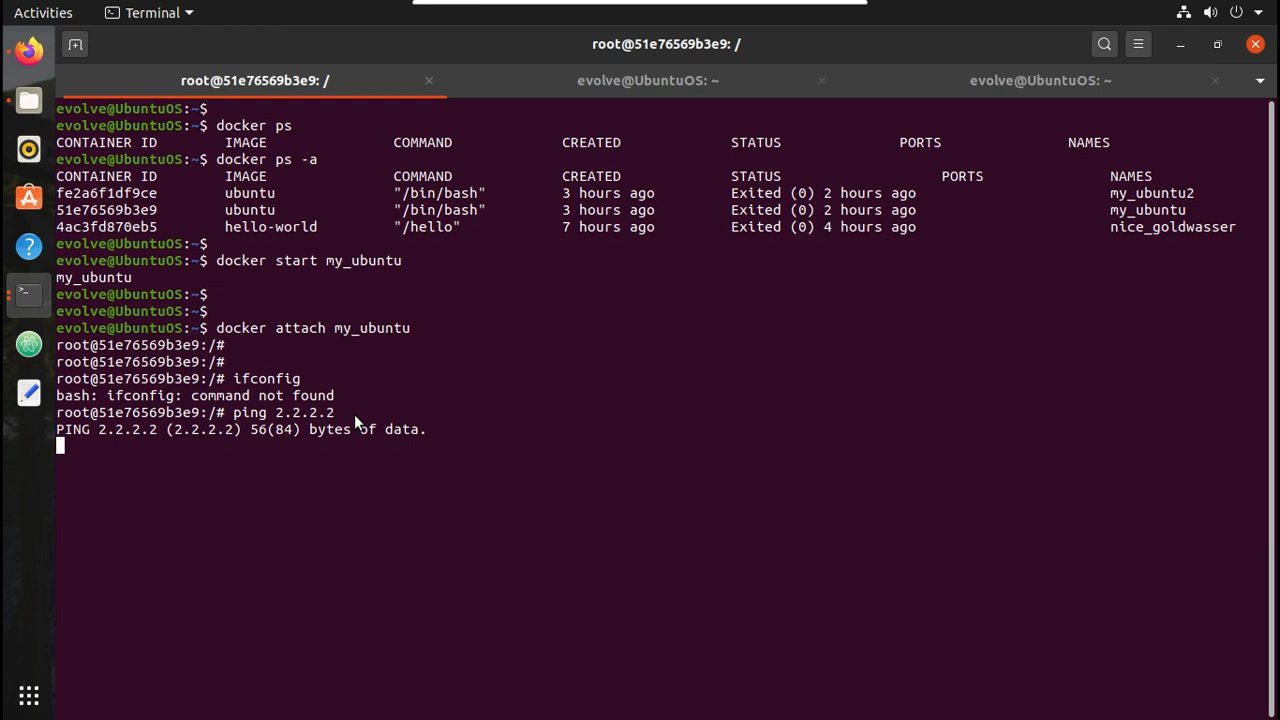 Activities Terminal
root@51e76569b3e9: /
root@51e76569b3e9: / × evolve@UbuntuOS: ~ × evolve@UbuntuOS: ~ ×
evolve@UbuntuOS:~$
evolve@UbuntuOS:~$ docker ps
CONTAINER ID IMAGE COMMAND CREATED STATUS PORTS NAMES
evolve@UbuntuOS:~$ docker ps -a
CONTAINER ID IMAGE COMMAND CREATED STATUS PORTS NAMES
fe2a6f1df9ce ubuntu "/bin/bash" 3 hours ago Exited (0) 2 hours ago my_ubuntu2
51e76569b3e9 ubuntu "/bin/bash" 3 hours ago Exited (0) 2 hours ago my_ubuntu
4ac3fd870eb5 hello-world "/hello" 7 hours ago Exited (0) 4 hours ago nice_goldwasser
evolve@UbuntuOS:~$
evolve@UbuntuOS:~$ docker start my_ubuntu
my_ubuntu
evolve@UbuntuOS:~$
evolve@UbuntuOS:~$
evolve@UbuntuOS:~$ docker attach my_ubuntu
root@51e76569b3e9:/#
root@51e76569b3e9:/#
root@51e76569b3e9:/# ifconfig
bash: ifconfig: command not found
root@51e76569b3e9:/# ping 2.2.2.2
PING 2.2.2.2 (2.2.2.2) 56(84) bytes of data.